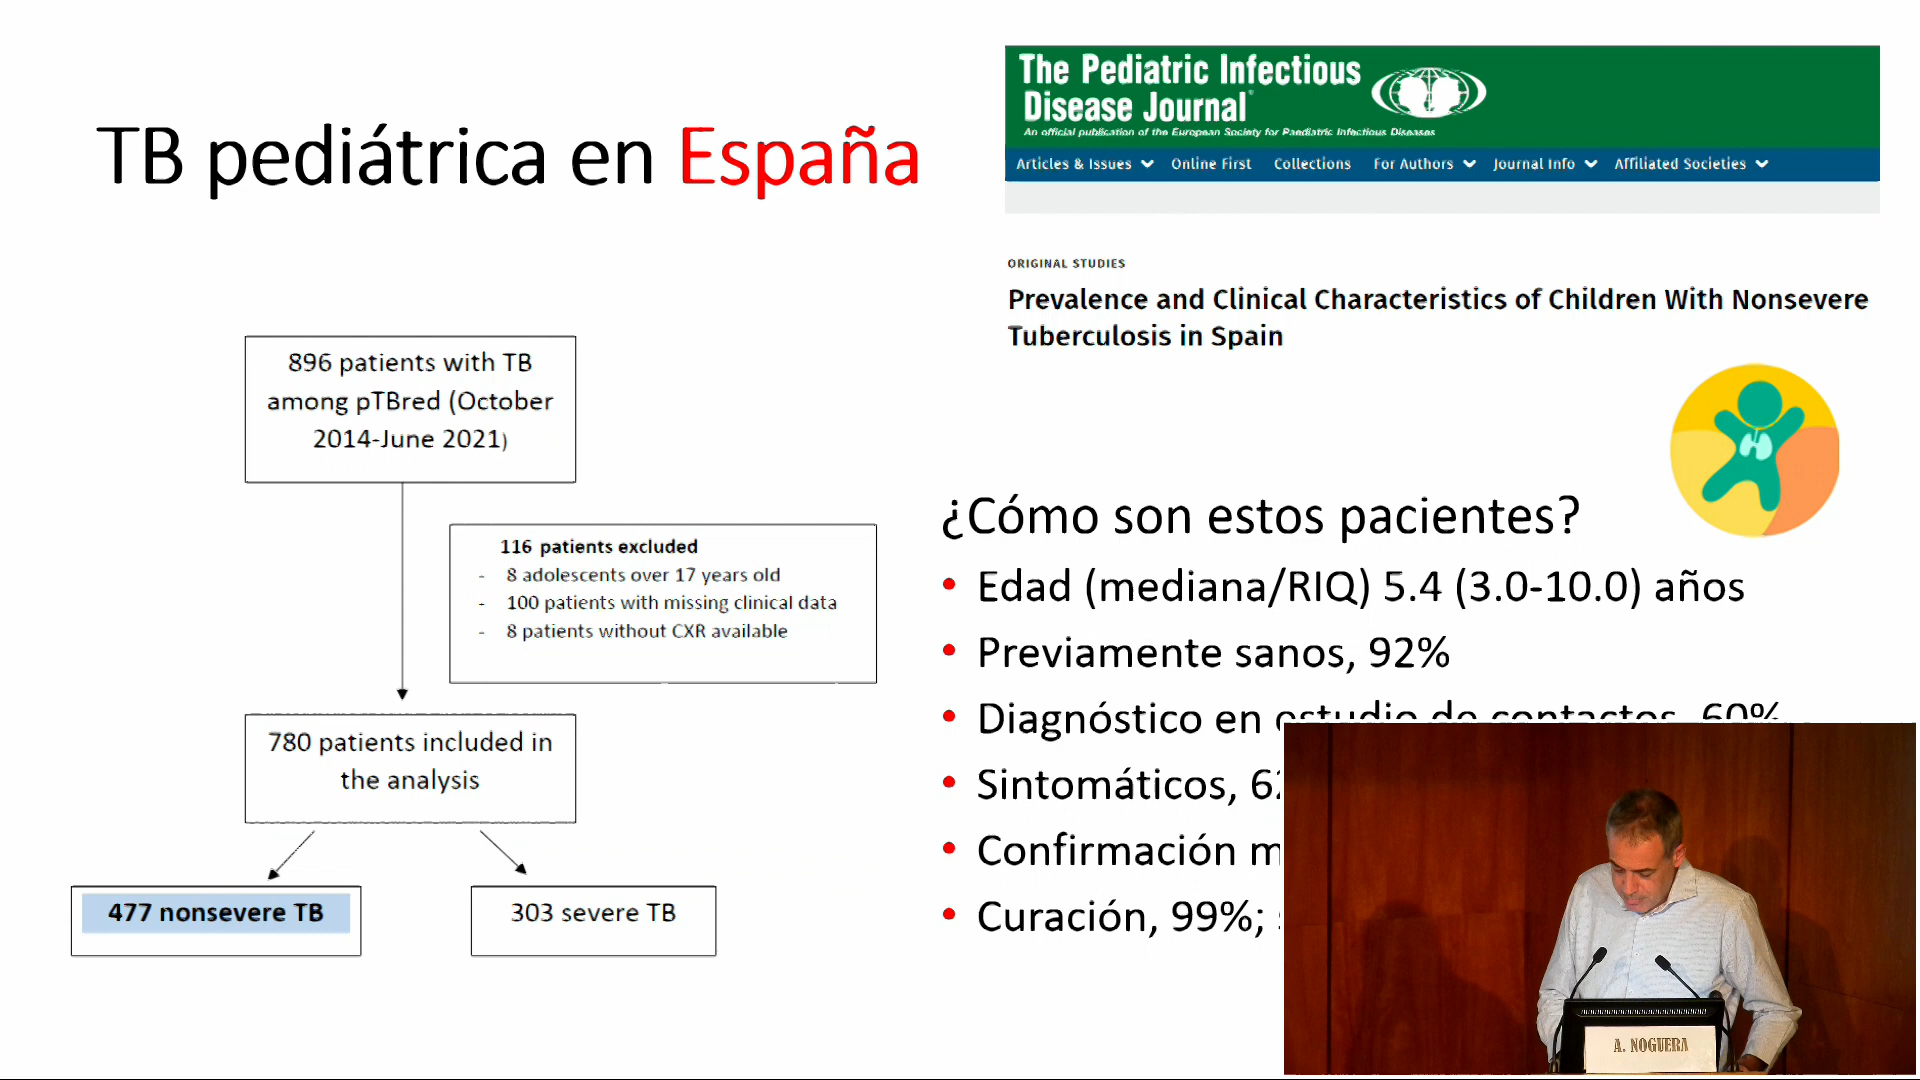 TB pediátrica en España
The Pediatric Infectious
Disease Journal
An official publication of the European Society for Paediatric Infectious Diseases
Articles & Issues
Online First
Collections
For Authors
Journal Info
Affiliated Societies
ORIGINAL STUDIES
Prevalence and Clinical Characteristics of Children With Nonsevere
Tuberculosis in Spain
896 patients with TB
among pTBred (October
2014-June 2021)
116 patients excluded
- 8 adolescents over 17 years old
- 100 patients with missing clinical data
- 8 patients without CXR available
780 patients included in
the analysis
477 nonsevere TB
303 severe TB
¿Cómo son estos pacientes?
• Edad (mediana/RIQ) 5.4 (3.0-10.0) años
• Previamente sanos, 92%
• Diagnóstico en estudio de contactos, 60%
• Sintomáticos,
• Confirmación
• Curación, 99%;
A. NOGUERA